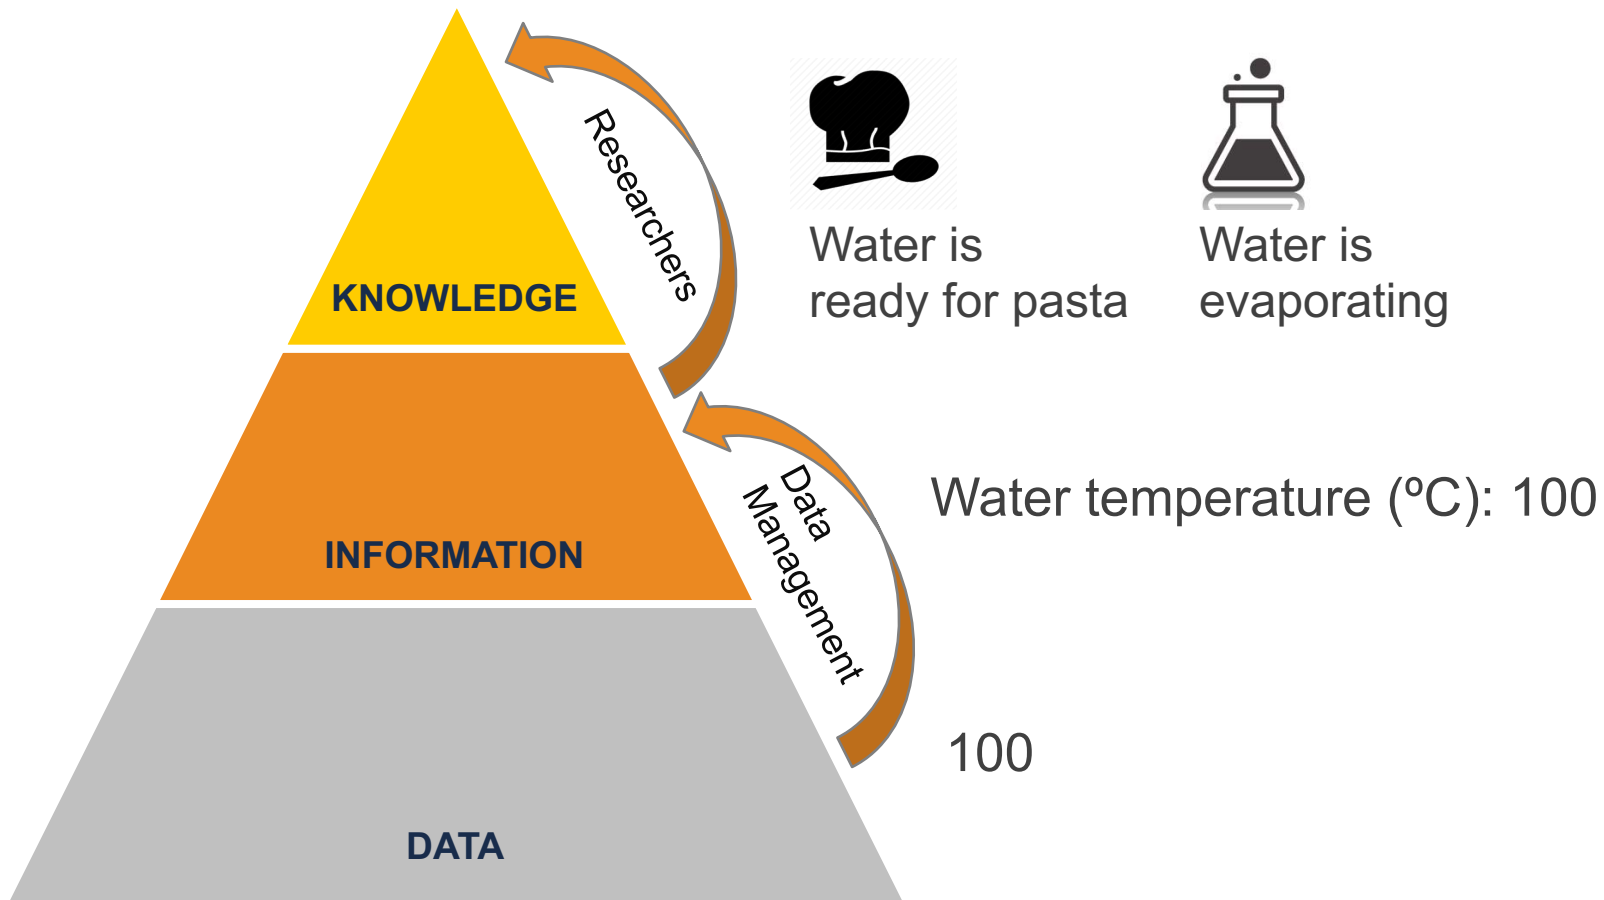 Researchers
Water is
ready for pasta
Water is
evaporating
KNOWLEDGE
Data
Management
Water temperature (ºC): 100
INFORMATION
100
DATA